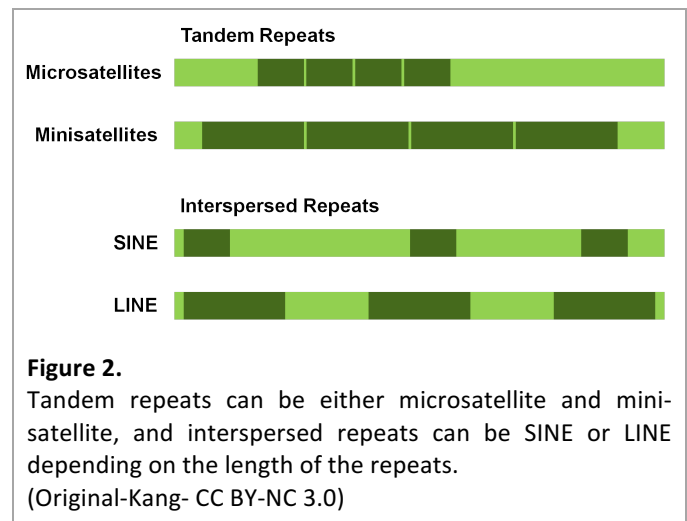 Tandem Repeats
Microsatellites
Minisatellites
Interspersed Repeats
SINE
LINE
Figure 2.
Tandem repeats can be either microsatellite and mini-
satellite, and interspersed repeats can be SINE or LINE
depending on the length of the repeats.
(Original-Kang- CC BY-NC 3.0)